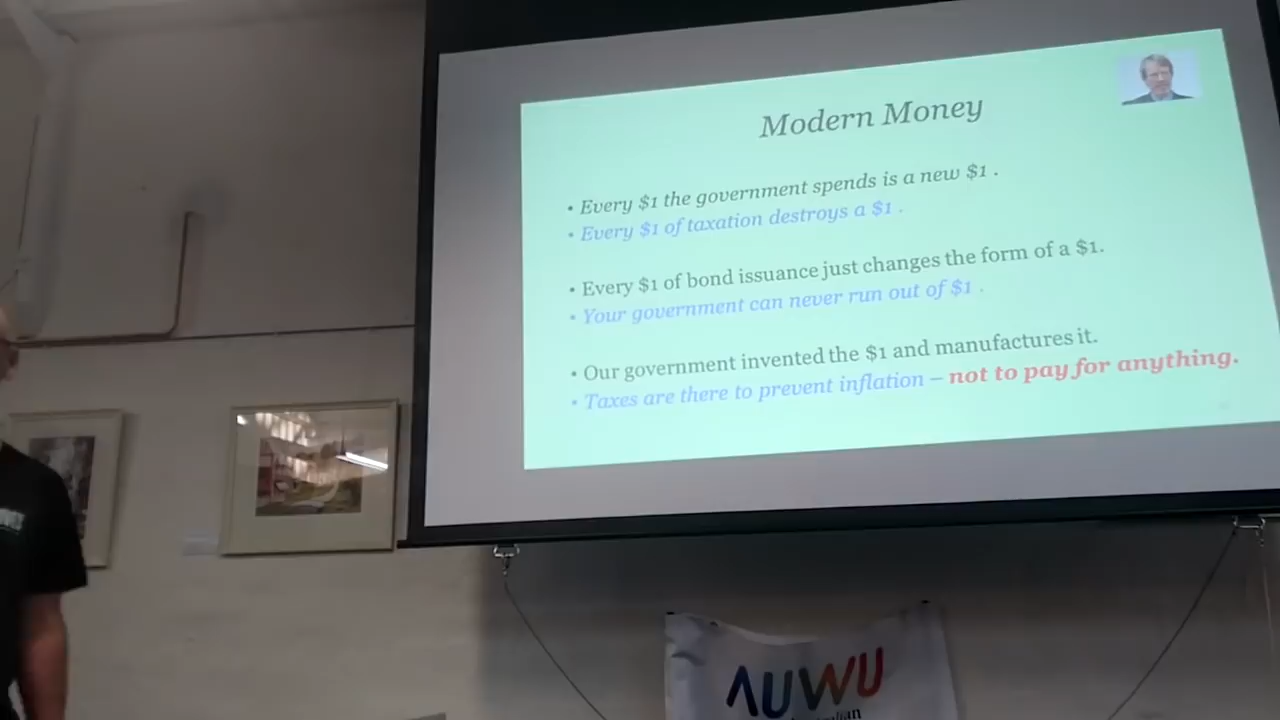 Modern Money
• Every $1 the government spends is a new $1 .
• Every $1 of taxation destroys a $1 .
• Every $1 of bond issuance just changes the form of a $1.
• Your government can never run out of $1 .
• Our government invented the $1 and manufactures it.
• Taxes are there to prevent inflation – not to pay for anything.
AUWU